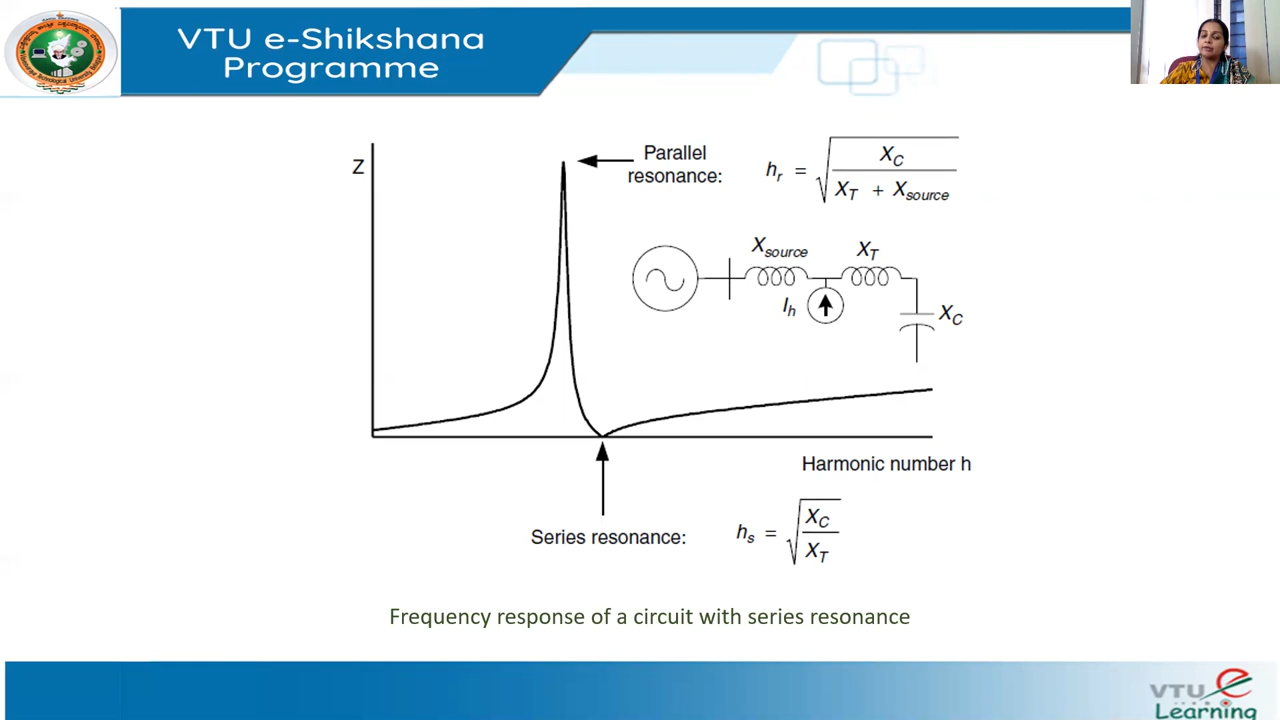 VTU e-Shikshana
Programme
Z
Parallel
resonance:
h_r = √(X_C / (X_T + X_source))
X_source
X_T
I_h
X_C
Harmonic number h
Series resonance:
h_s = √(X_C / X_T)
Frequency response of a circuit with series resonance
VTU e
Learning